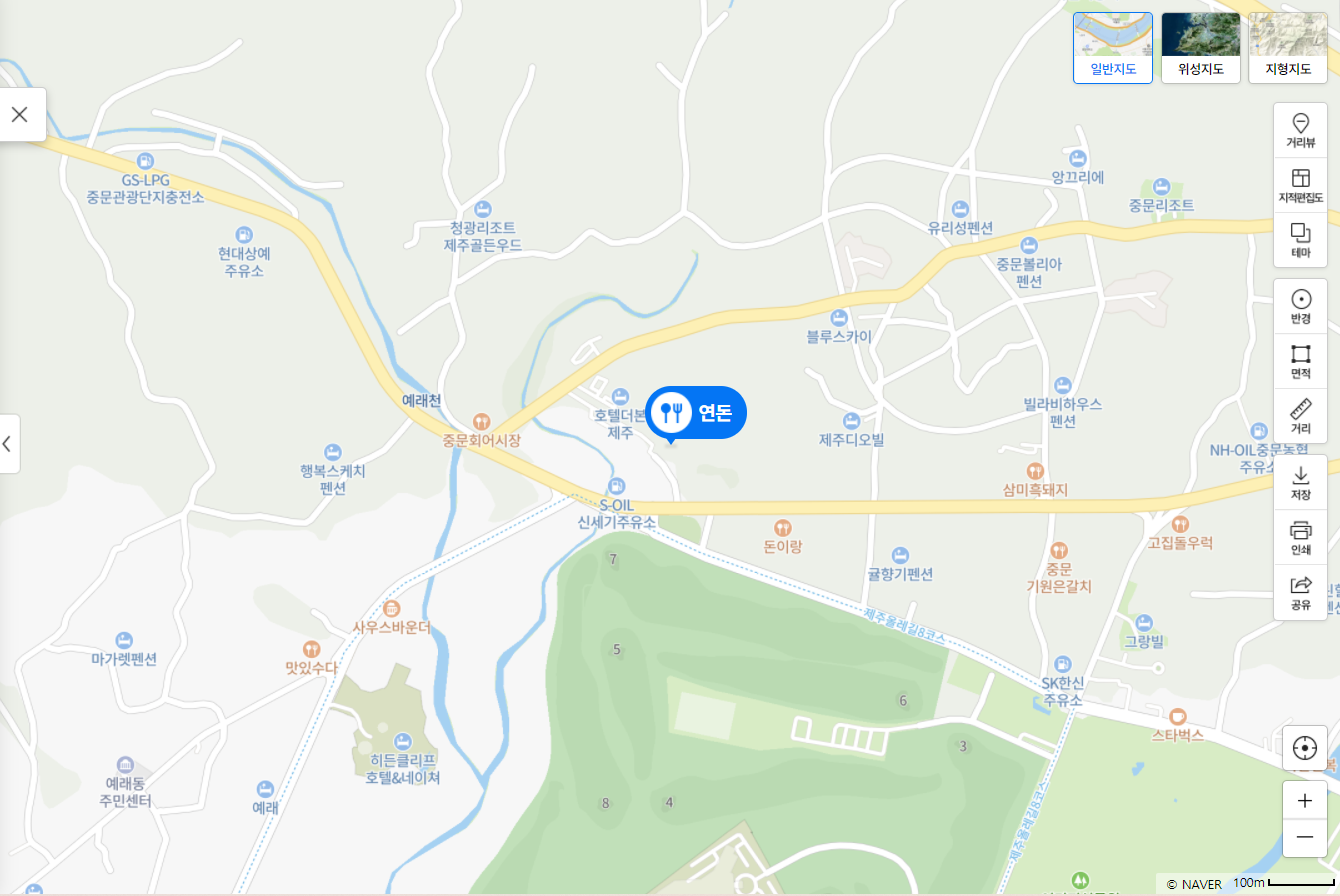 일반지도
위성지도
지형지도
거리뷰
지적편집도
테마
반경
면적
거리
저장
인쇄
공유
GS-LPG
중문관광단지충전소
현대상예
주유소
청광리조트
제주골든우드
앙끄리에
중문리조트
유리성펜션
중문볼리아
펜션
블루스카이
예래천
중문회어시장
호텔더본
제주
연돈
제주디오빌
빌라비하우스
펜션
NH-OIL중문농협
주유소
행복스케치
펜션
S-OIL
신세기주유소
삼미흑돼지
돈이랑
고집돌우럭
귤향기펜션
중문
기원은갈치
7
제주올레길8코스
사우스바운더
맛있수다
마가렛펜션
5
그랑빌
SK한신
주유소
6
스타벅스
3
히든클리프
호텔&네이쳐
예래동
주민센터
예래
8
4
제주올레길8코스
© NAVER
100m